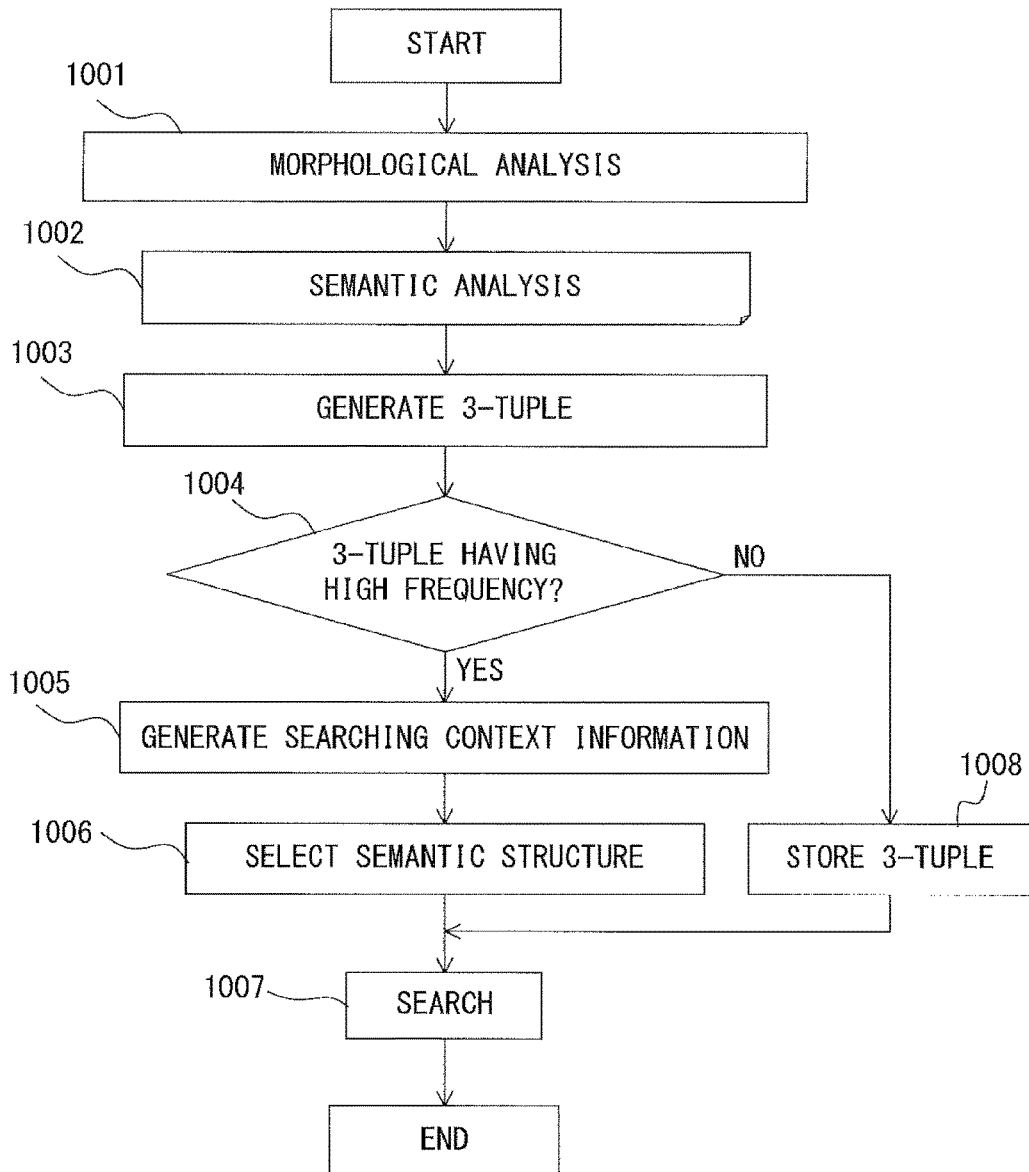 START
1001
MORPHOLOGICAL ANALYSIS
1002
SEMANTIC ANALYSIS
1003
GENERATE 3-TUPLE
1004
3-TUPLE HAVING
HIGH FREQUENCY?
NO
YES
1005
GENERATE SEARCHING CONTEXT INFORMATION
1006
SELECT SEMANTIC STRUCTURE
1008
STORE 3-TUPLE
1007
SEARCH
END